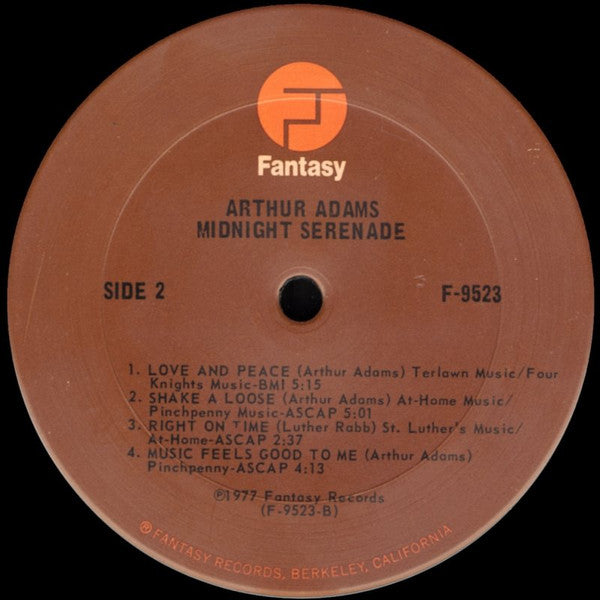 Fantasy
ARTHUR ADAMS
MIDNIGHT SERENADE
SIDE 2
F-9523
1. LOVE AND PEACE (Arthur Adams) Terlawn Music/Four
Knights Music-BMI 5:15
2. SHAKE A LOOSE (Arthur Adams) At-Home Music/
Pinchpenny Music-ASCAP 5:01
3. RIGHT ON TIME (Luther Rabb) St. Luther's Music/
At-Home-ASCAP 2:37
4. MUSIC FEELS GOOD TO ME (Arthur Adams)
Pinchpenny-ASCAP 4:13
℗1977 Fantasy Records
(F-9523-B)
® FANTASY RECORDS, BERKELEY, CALIFORNIA